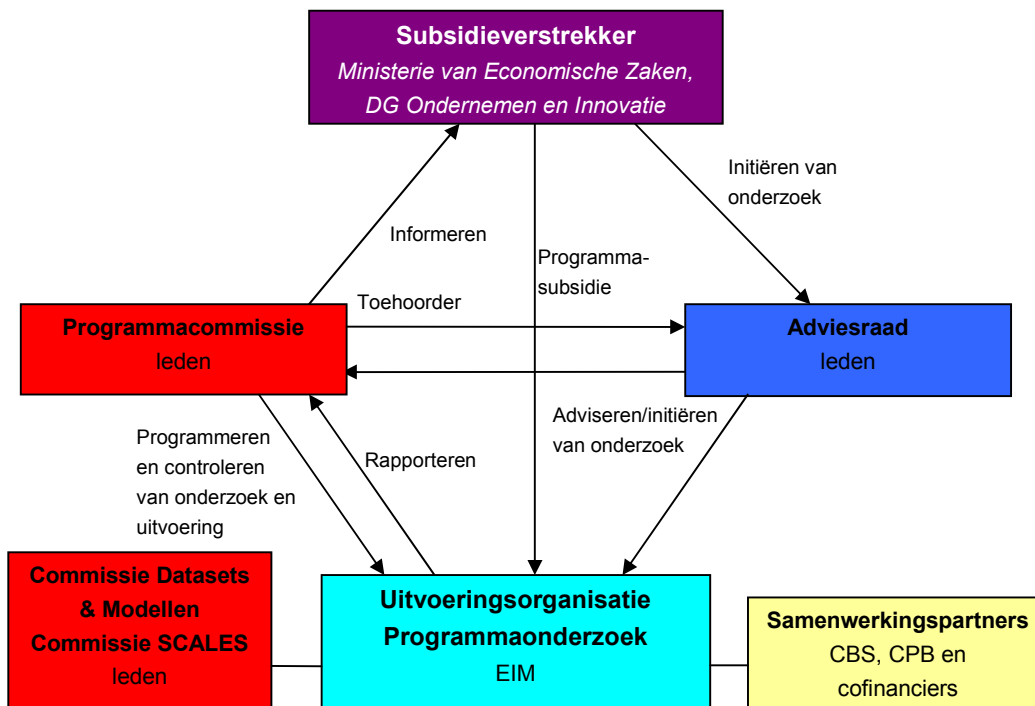 Subsidieverstrekker
Ministerie van Economische Zaken,
DG Ondernemen en Innovatie
Initiëren van
onderzoek
Informeren
Programma-
subsidie
Toehoorder
Programmacommissie
leden
Adviesraad
leden
Adviseren/initiëren
van onderzoek
Programmeren
en controleren
van onderzoek en
uitvoering
Rapporteren
Commissie Datasets
& Modellen
Commissie SCALES
leden
Uitvoeringsorganisatie
Programmaonderzoek
EIM
Samenwerkingspartners
CBS, CPB en
cofinanciers